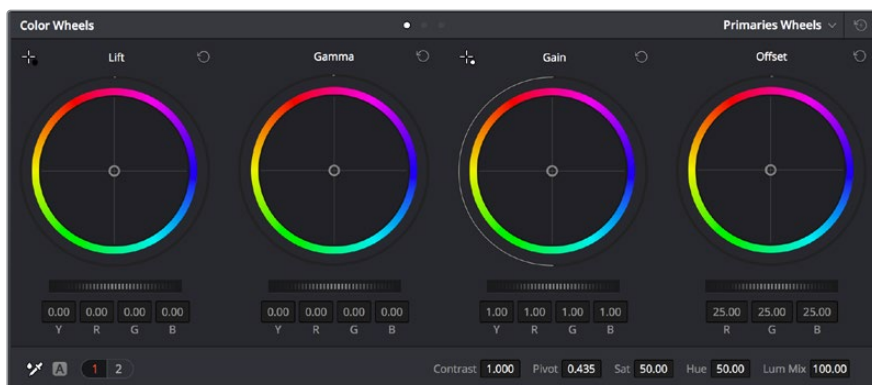 Color Wheels Primaries Wheels
Lift Gamma Gain Offset
0.00 0.00 0.00 0.00 0.00 0.00 0.00 0.00 1.00 1.00 1.00 1.00 25.00 25.00 25.00
Y R G B Y R G B Y R G B R G B
A 1 2 Contrast 1.000 Pivot 0.435 Sat 50.00 Hue 50.00 Lum Mix 100.00